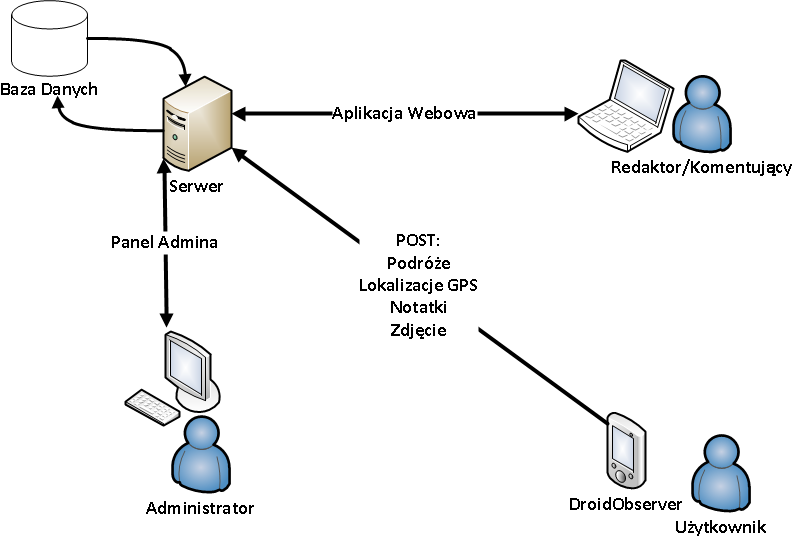 Baza Danych
Aplikacja Webowa
Redaktor/Komentujący
Serwer
Panel Admina
POST:
Podróże
Lokalizacje GPS
Notatki
Zdjęcie
DroidObserver
Administrator
Użytkownik